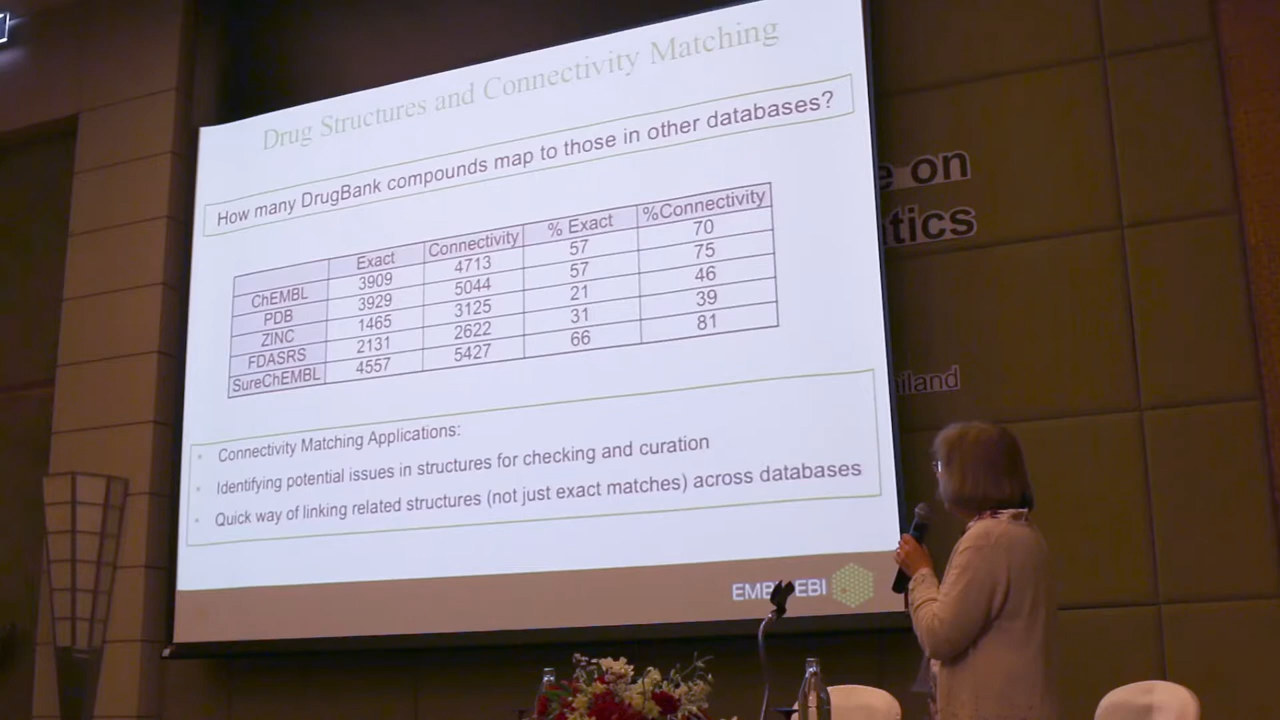 Drug Structures and Connectivity Matching
How many DrugBank compounds map to those in other databases?
Exact Connectivity % Exact %Connectivity
ChEMBL 3909 4713 57 70
PDB 3929 5044 57 75
ZINC 1465 3125 21 46
FDASRS 2131 2622 31 39
SureChEMBL 4557 5427 66 81
• Connectivity Matching Applications:
• Identifying potential issues in structures for checking and curation
• Quick way of linking related structures (not just exact matches) across databases
EBI
on